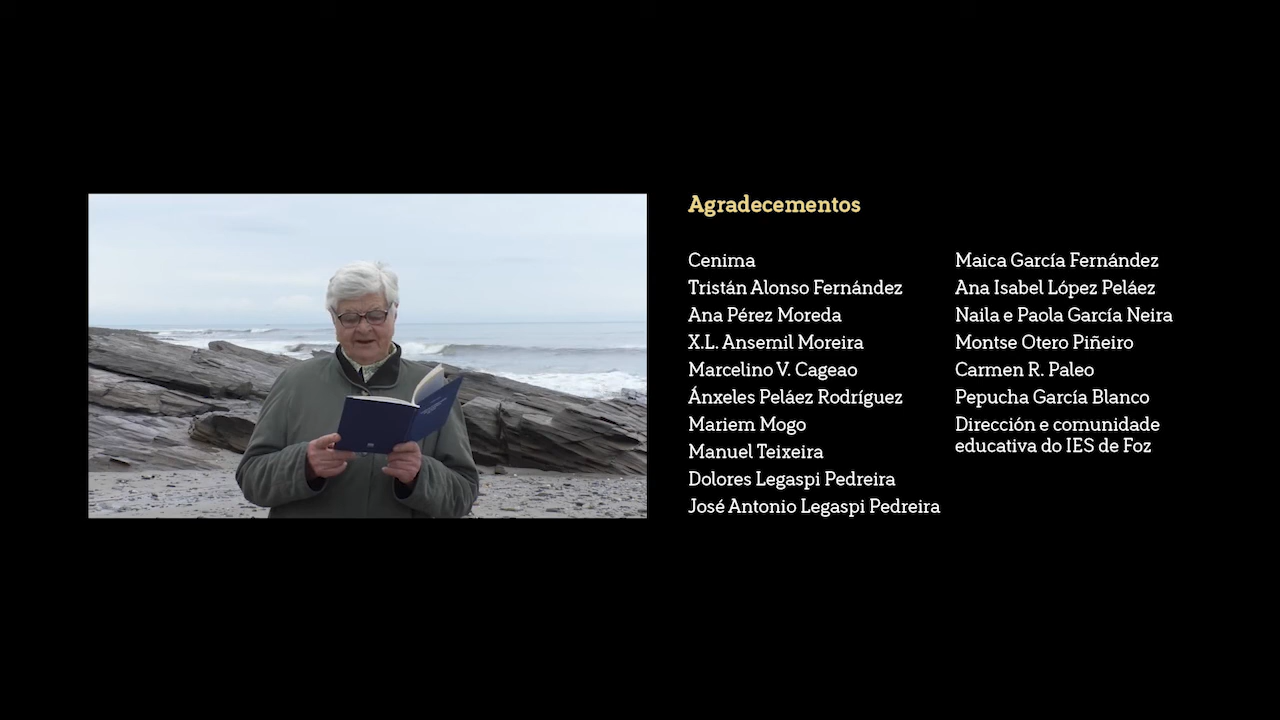 Agradecementos
Cenima
Tristán Alonso Fernández
Ana Pérez Moreda
X.L. Ansemil Moreira
Marcelino V. Cageao
Ánxeles Peláez Rodríguez
Mariem Mogo
Manuel Teixeira
Dolores Legaspi Pedreira
José Antonio Legaspi Pedreira
Maica García Fernández
Ana Isabel López Peláez
Naila e Paola García Neira
Montse Otero Piñeiro
Carmen R. Paleo
Pepucha García Blanco
Dirección e comunidade
educativa do IES de Foz